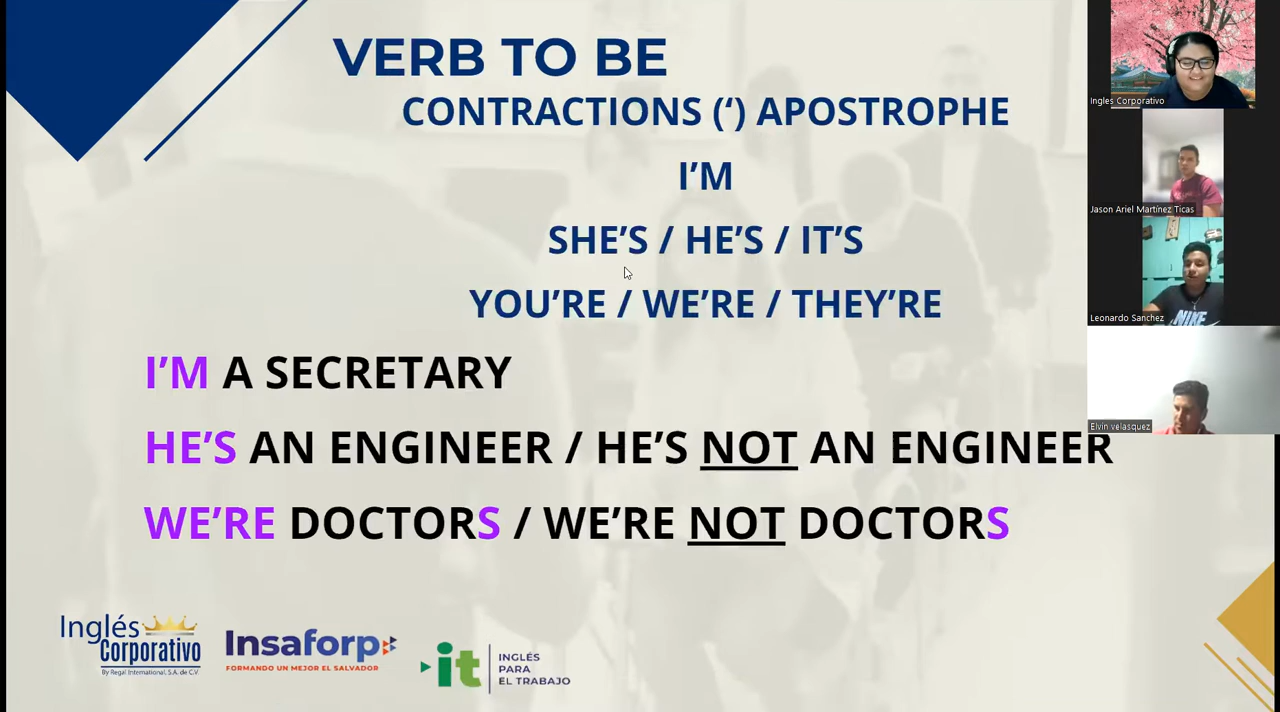 VERB TO BE
CONTRACTIONS (‘) APOSTROPHE
I’M
SHE’S / HE’S / IT’S
YOU’RE / WE’RE / THEY’RE
I’M A SECRETARY
HE’S AN ENGINEER / HE’S NOT AN ENGINEER
WE’RE DOCTORS / WE’RE NOT DOCTORS
Inglés
Corporativo
By Regal International, S.A. de C.V.
Insaforp
FORMANDO UN MEJOR EL SALVADOR
it
INGLÉS
PARA
EL TRABAJO
Ingles Corporativo
Jason Ariel Martínez Ticas
Leonardo Sanchez
NIKE
Elvin velasquez